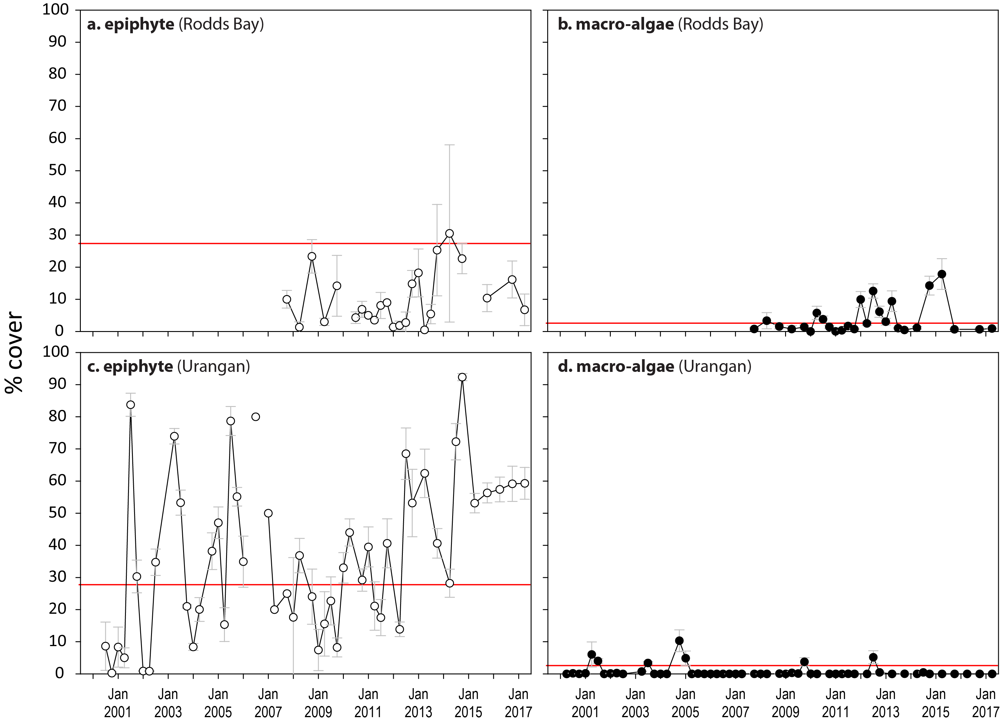 % cover
a. epiphyte (Rodds Bay)
100
90
80
70
60
50
40
30
20
10
0
b. macro-algae (Rodds Bay)
c. epiphyte (Urangan)
100
90
80
70
60
50
40
30
20
10
0
d. macro-algae (Urangan)
Jan Jan Jan Jan Jan Jan Jan Jan Jan
2001 2003 2005 2007 2009 2011 2013 2015 2017
Jan Jan Jan Jan Jan Jan Jan Jan Jan
2001 2003 2005 2007 2009 2011 2013 2015 2017